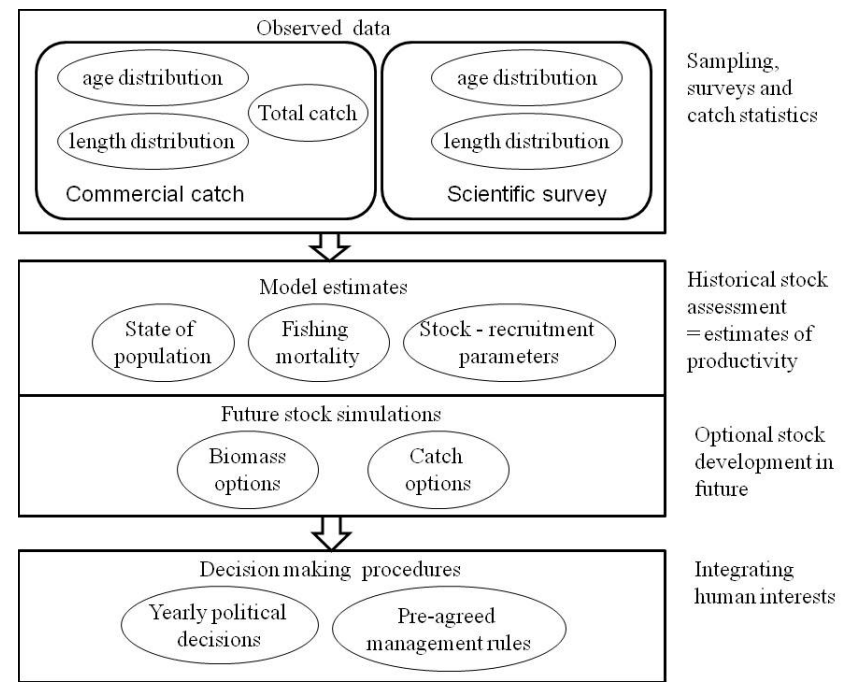 Observed data
age distribution
Total catch
length distribution
Commercial catch
age distribution
length distribution
Scientific survey
Sampling,
surveys and
catch statistics
Model estimates
State of
population
Fishing
mortality
Stock - recruitment
parameters
Historical stock
assessment
= estimates of
productivity
Future stock simulations
Biomass
options
Catch
options
Optional stock
development in
future
Decision making procedures
Yearly political
decisions
Pre-agreed
management rules
Integrating
human interests